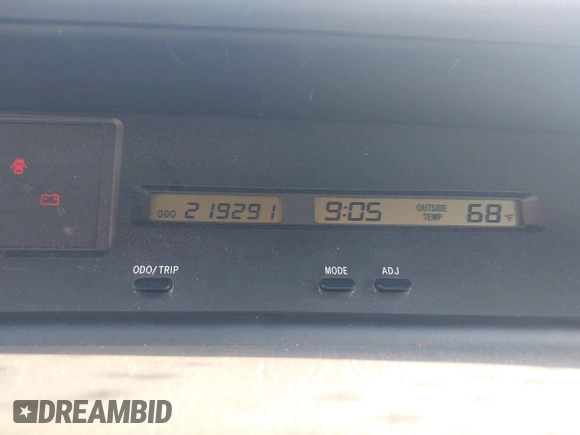 ODO 219291 9:05 OUTSIDE TEMP 68°F
ODO/TRIP MODE ADJ
DREAMBID